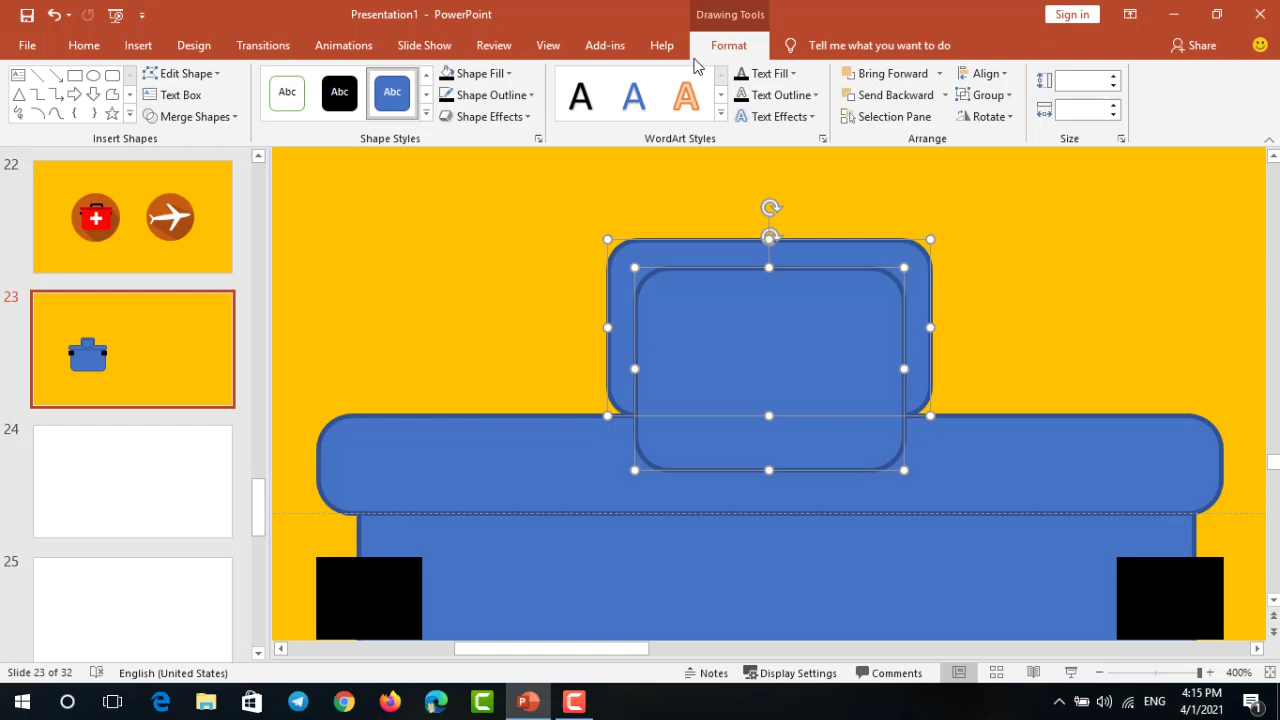 Presentation1 - PowerPoint
Drawing Tools
Sign in
File Home Insert Design Transitions Animations Slide Show Review View Add-ins Help Format Tell me what you want to do Share
Edit Shape
Text Box
Merge Shapes
Insert Shapes
Abc Abc Abc
Shape Fill
Shape Outline
Shape Effects
Shape Styles
A A A
Text Fill
Text Outline
Text Effects
WordArt Styles
Bring Forward
Send Backward
Selection Pane
Align
Group
Rotate
Arrange
Size
22
23
24
25
Slide 23 of 32 English (United States) Notes Display Settings Comments 400%
ENG
4:15 PM
4/1/2021